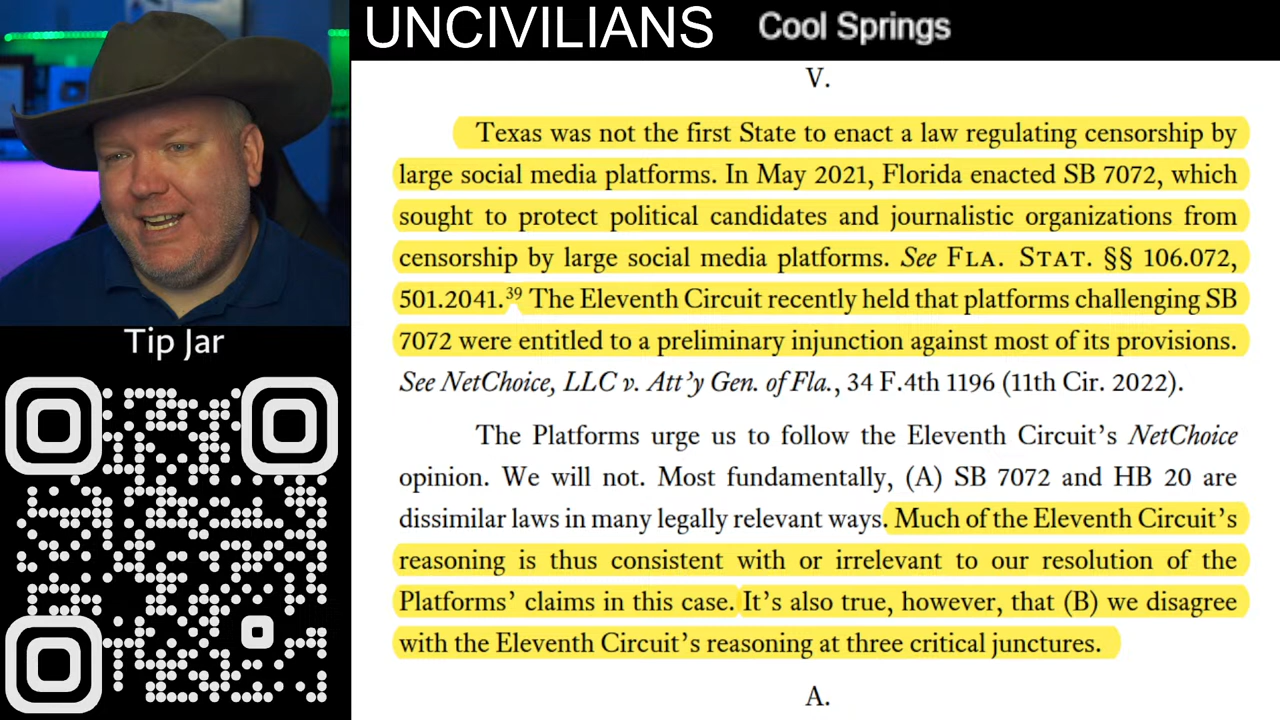 UNCIVILIANS Cool Springs
Tip Jar
V.
Texas was not the first State to enact a law regulating censorship by
large social media platforms. In May 2021, Florida enacted SB 7072, which
sought to protect political candidates and journalistic organizations from
censorship by large social media platforms. See FLA. STAT. §§ 106.072,
501.2041.³⁹ The Eleventh Circuit recently held that platforms challenging SB
7072 were entitled to a preliminary injunction against most of its provisions.
See NetChoice, LLC v. Att’y Gen. of Fla., 34 F.4th 1196 (11th Cir. 2022).
The Platforms urge us to follow the Eleventh Circuit’s NetChoice
opinion. We will not. Most fundamentally, (A) SB 7072 and HB 20 are
dissimilar laws in many legally relevant ways. Much of the Eleventh Circuit’s
reasoning is thus consistent with or irrelevant to our resolution of the
Platforms’ claims in this case. It’s also true, however, that (B) we disagree
with the Eleventh Circuit’s reasoning at three critical junctures.
A.